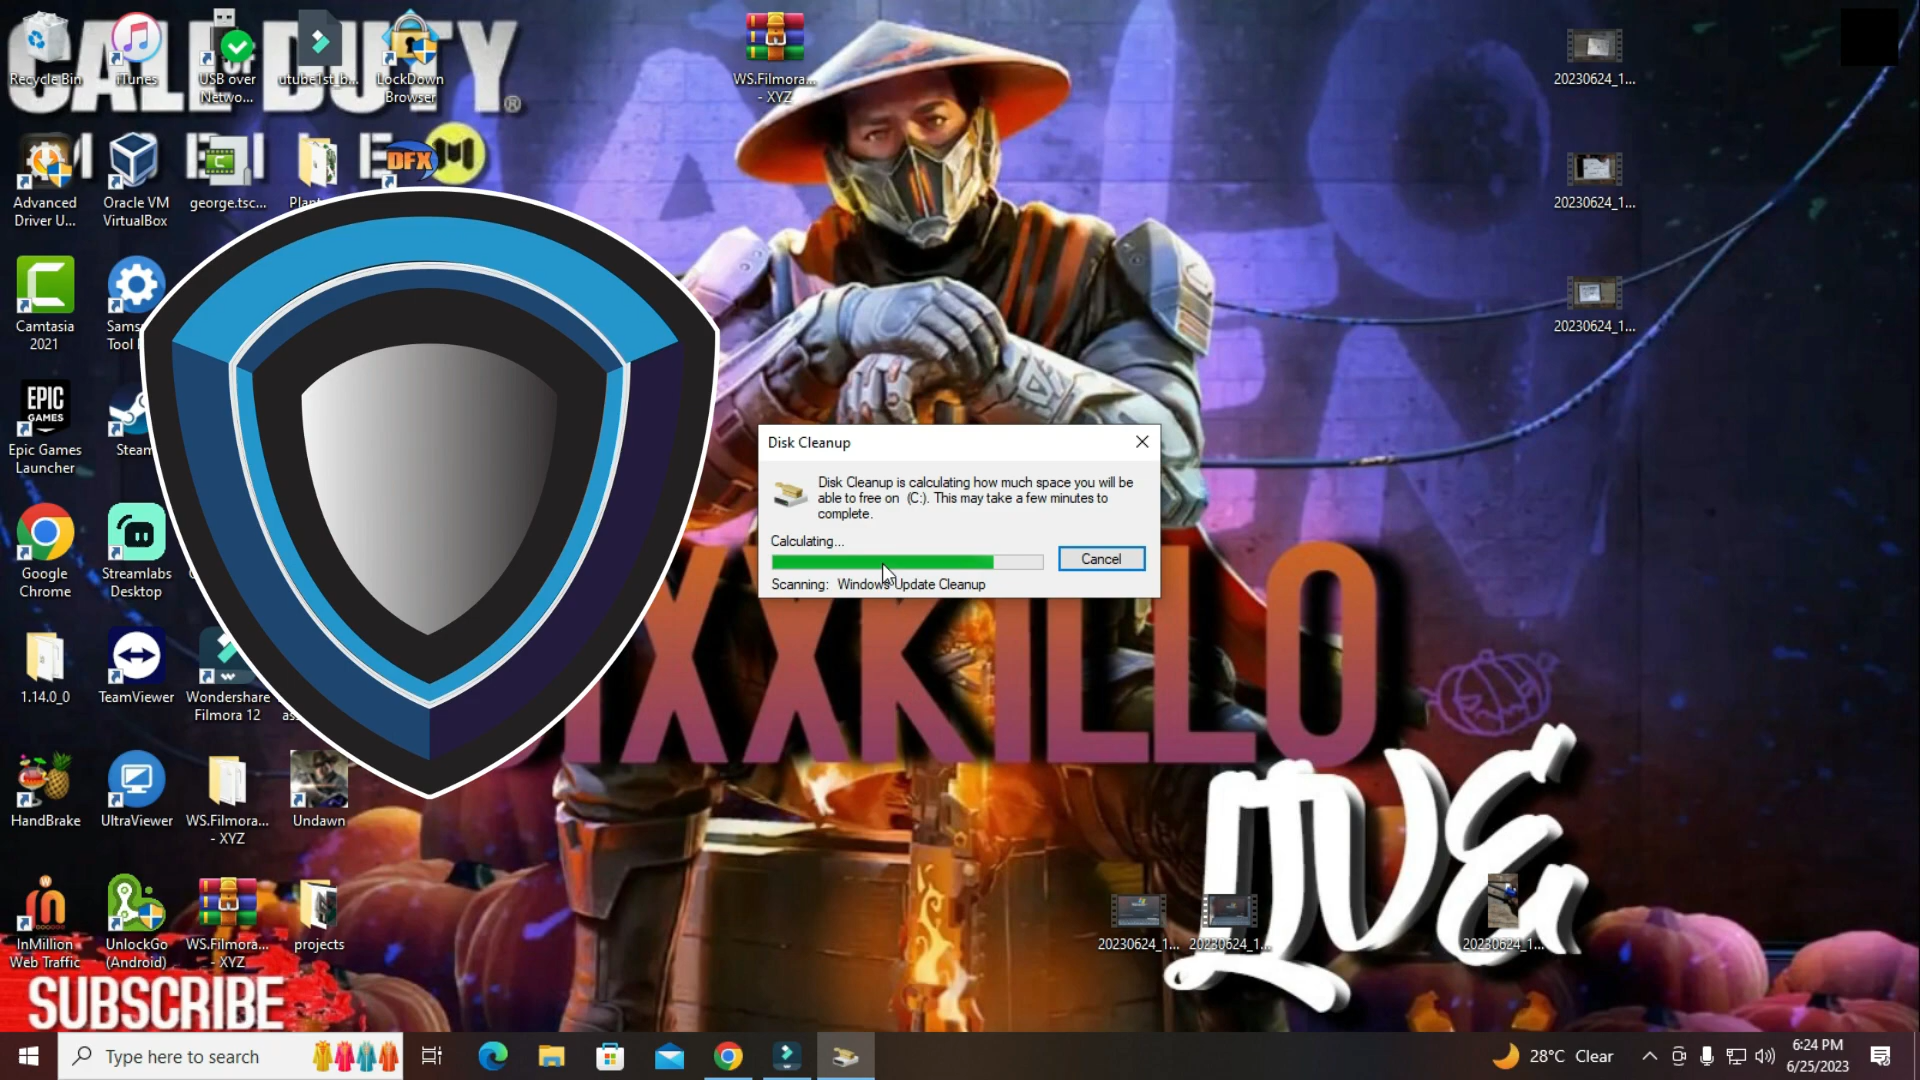 CALL OF DUTY®
MOBILE
Recycle Bin
iTunes
USB over
Netwo...
utube1st_b...
LockDown
Browser
WS.Filmora...
- XYZ
20230624_1...
Advanced
Driver U...
Oracle VM
VirtualBox
george.tsc...
DFX
20230624_1...
Camtasia
2021
20230624_1...
EPIC
GAMES
Epic Games
Launcher
Steam
Google
Chrome
Streamlabs
Desktop
Disk Cleanup
Disk Cleanup is calculating how much space you will be
able to free on (C:). This may take a few minutes to
complete.
Calculating...
Cancel
Scanning: Windows Update Cleanup
1.14.0_0
TeamViewer
Wondershare
Filmora 12
IXXKILLO
LIVE
HandBrake
UltraViewer
WS.Filmora...
- XYZ
Undawn
InMillion
Web Traffic
UnlockGo
(Android)
WS.Filmora...
- XYZ
projects
20230624_1...
20230624_1...
20230624_1...
SUBSCRIBE
Type here to search
28°C Clear
6:24 PM
6/25/2023